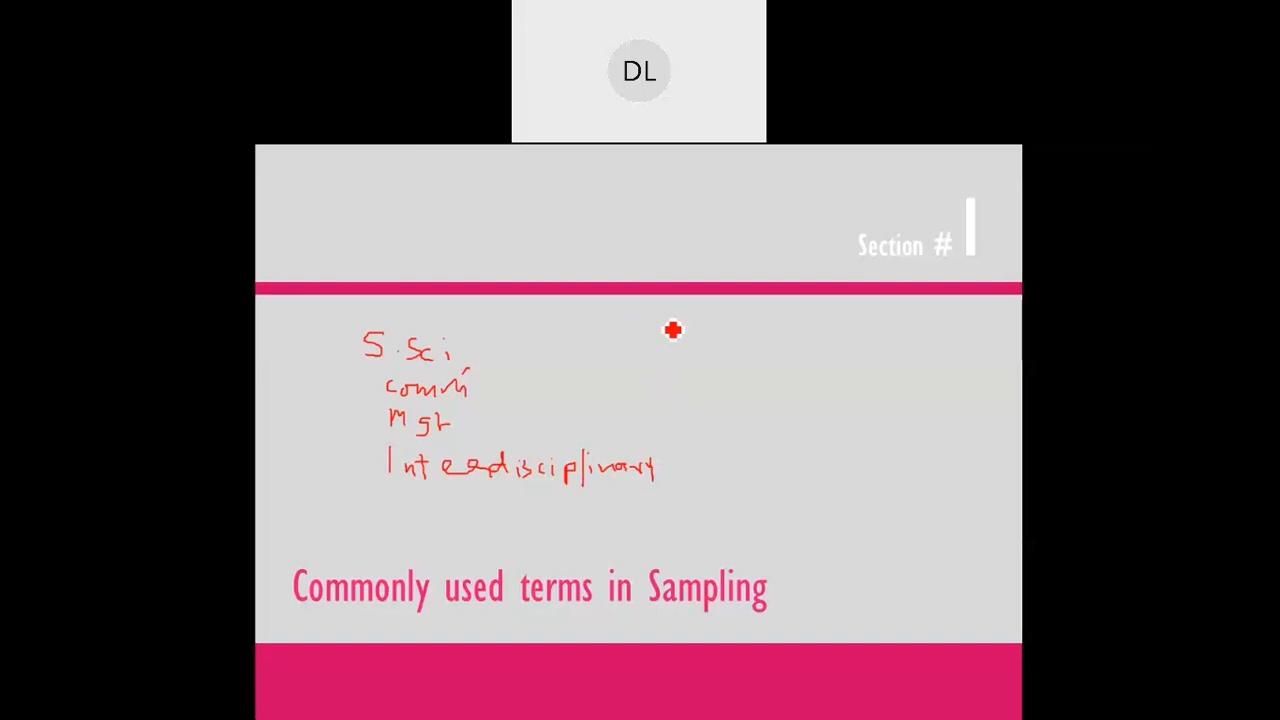 DL
Section # 1
S.Sci
comm
Mgt
Interdisciplinary
Commonly used terms in Sampling